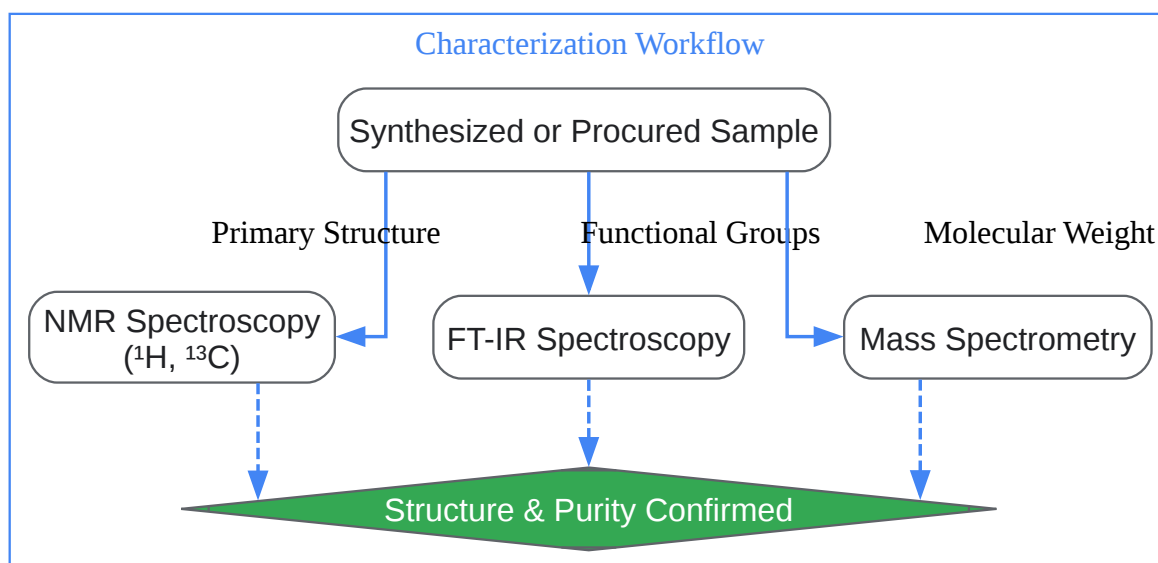 Characterization Workflow
Synthesized or Procured Sample
Primary Structure
Functional Groups
Molecular Weight
NMR Spectroscopy
(¹H, ¹³C)
FT-IR Spectroscopy
Mass Spectrometry
Structure & Purity Confirmed